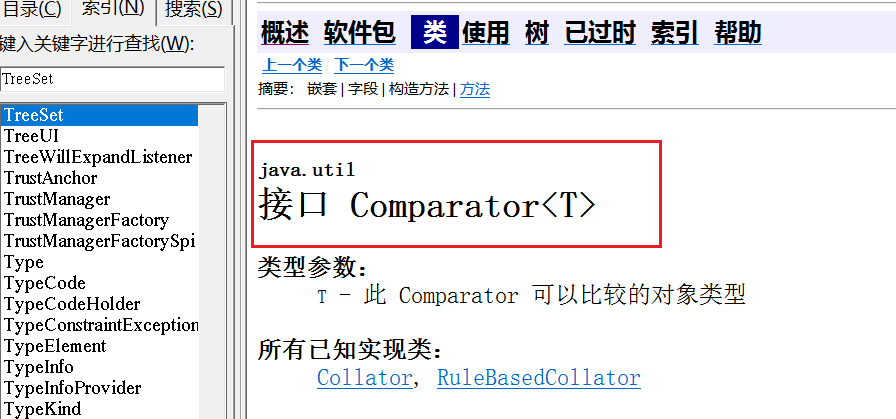 目录(C) 索引(N) 搜索(S)
键入关键字进行查找(W):
TreeSet
TreeSet
TreeUI
TreeWillExpandListener
TrustAnchor
TrustManager
TrustManagerFactory
TrustManagerFactorySpi
Type
TypeCode
TypeCodeHolder
TypeConstraintException
TypeElement
TypeInfo
TypeInfoProvider
TypeKind
概述 软件包 类 使用 树 已过时 索引 帮助
上一个类 下一个类
摘要: 嵌套 | 字段 | 构造方法 | 方法
java.util
接口 Comparator<T>
类型参数:
T - 此 Comparator 可以比较的对象类型
所有已知实现类:
Collator, RuleBasedCollator